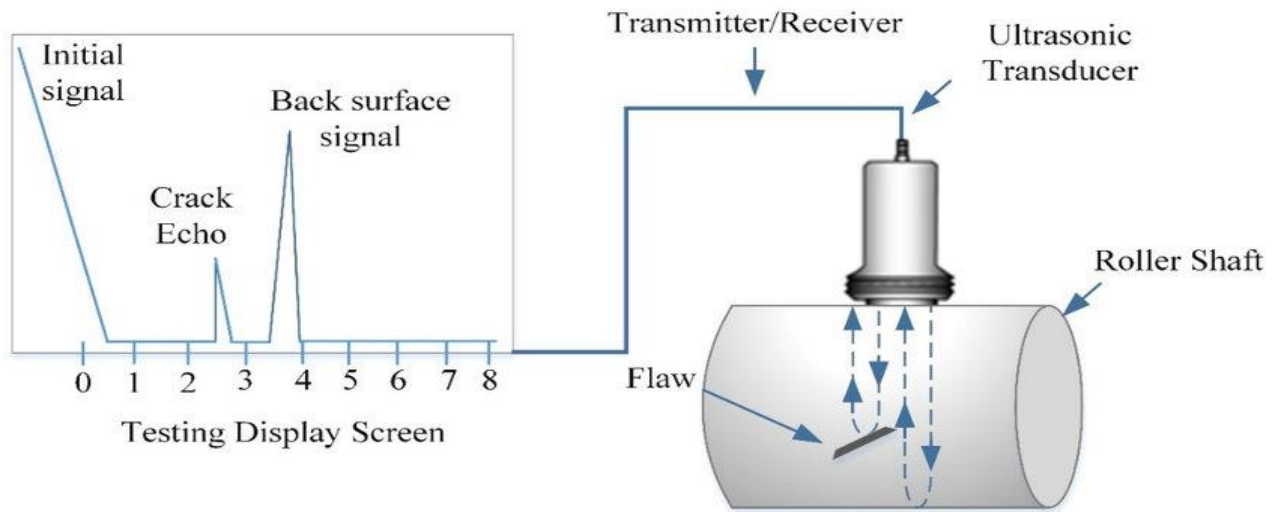 Initial
signal
Back surface
signal
Crack
Echo
0 1 2 3 4 5 6 7 8
Testing Display Screen
Transmitter/Receiver
Ultrasonic
Transducer
Roller Shaft
Flaw